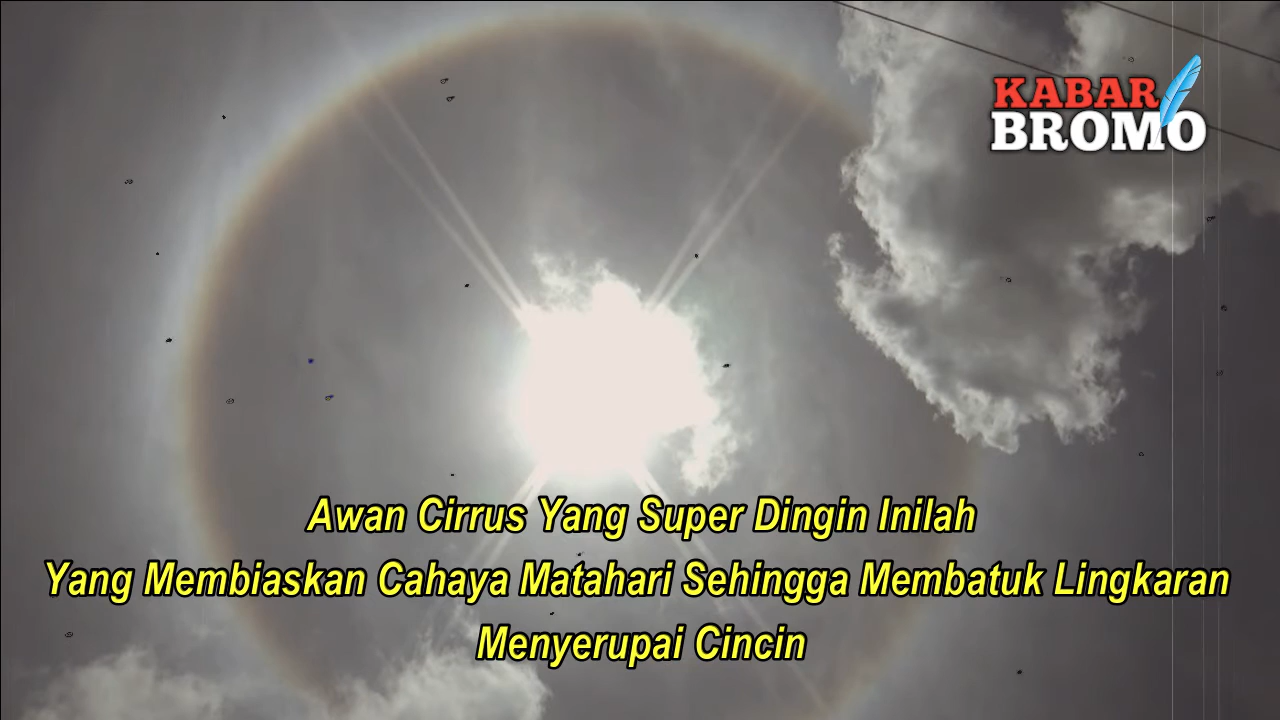 KABAR
BROMO
Awan Cirrus Yang Super Dingin Inilah
Yang Membiaskan Cahaya Matahari Sehingga Membatuk Lingkaran
Menyerupai Cincin